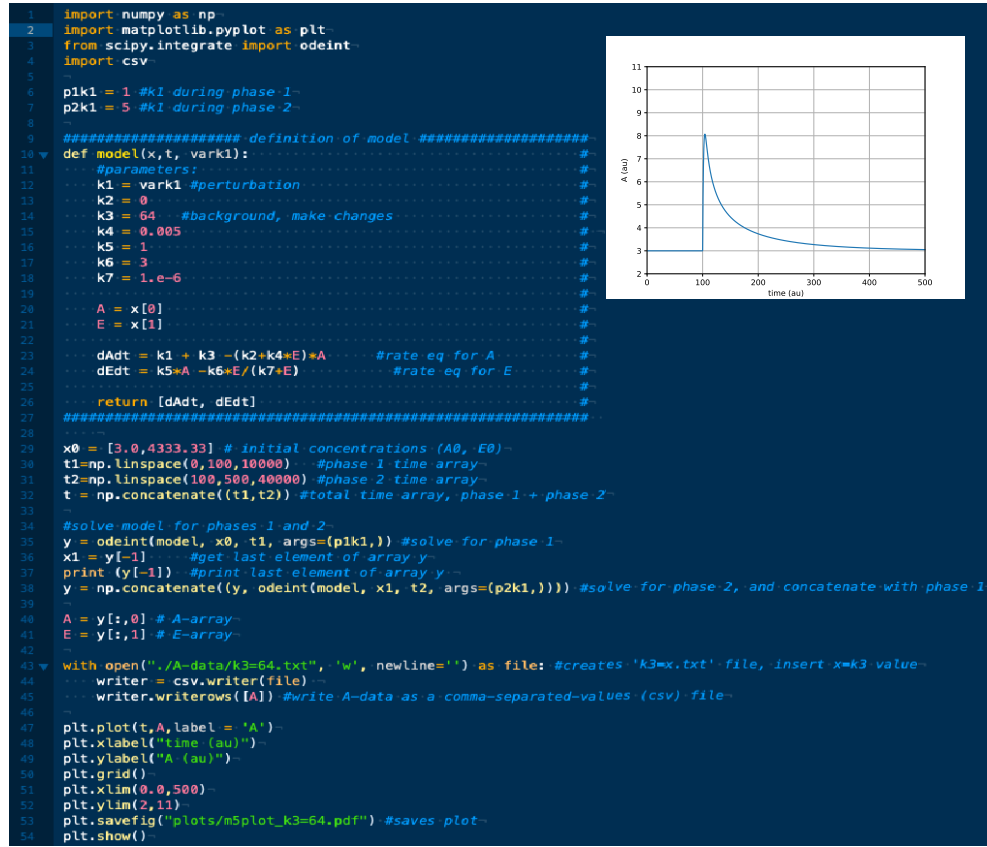 1 import numpy as np
2 import matplotlib.pyplot as plt
3 from scipy.integrate import odeint
4 import csv
5
6 p1k1 = 1 #k1 during phase 1
7 p2k1 = 5 #k1 during phase 2
8
9 ##################### definition of model ####################
10 def model(x,t, vark1): #
11 #parameters: #
12 k1 = vark1 #perturbation #
13 k2 = 0 #
14 k3 = 64 #background, make changes #
15 k4 = 0.005 #
16 k5 = 1 #
17 k6 = 3 #
18 k7 = 1.e-6 #
19 #
20 A = x[0] #
21 E = x[1] #
22 #
23 dAdt = k1 + k3 -(k2+k4*E)*A #rate eq for A #
24 dEdt = k5*A -k6*E/(k7+E) #rate eq for E #
25 #
26 return [dAdt, dEdt] #
27 ###############################################################
28
29 x0 = [3.0,4333.33] # initial concentrations (A0, E0)
30 t1=np.linspace(0,100,10000) #phase 1 time array
31 t2=np.linspace(100,500,40000) #phase 2 time array
32 t = np.concatenate((t1,t2)) #total time array, phase 1 + phase 2
33
34 #solve model for phases 1 and 2
35 y = odeint(model, x0, t1, args=(p1k1,)) #solve for phase 1
36 x1 = y[-1] #get last element of array y
37 print (y[-1]) #print last element of array y
38 y = np.concatenate((y, odeint(model, x1, t2, args=(p2k1,)))) #solve for phase 2, and concatenate with phase 1
39
40 A = y[:,0] # A-array
41 E = y[:,1] # E-array
42
43 with open("./A-data/k3=64.txt", 'w', newline='') as file: #creates 'k3=x.txt' file, insert x=k3 value
44 writer = csv.writer(file)
45 writer.writerows([A]) #write A-data as a comma-separated-values (csv) file
46
47 plt.plot(t,A,label = 'A')
48 plt.xlabel("time (au)")
49 plt.ylabel("A (au)")
50 plt.grid()
51 plt.xlim(0.0,500)
52 plt.ylim(2,11)
53 plt.savefig("plots/m5plot_k3=64.pdf") #saves plot
54 plt.show()
11
10
9
8
7
6
5
4
3
2
A (au)
0 100 200 300 400 500
time (au)